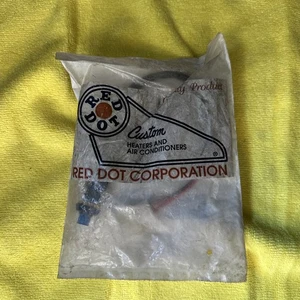 RED
DOT
Custom
HEATERS AND
AIR CONDITIONERS
®
RED DOT CORPORATION